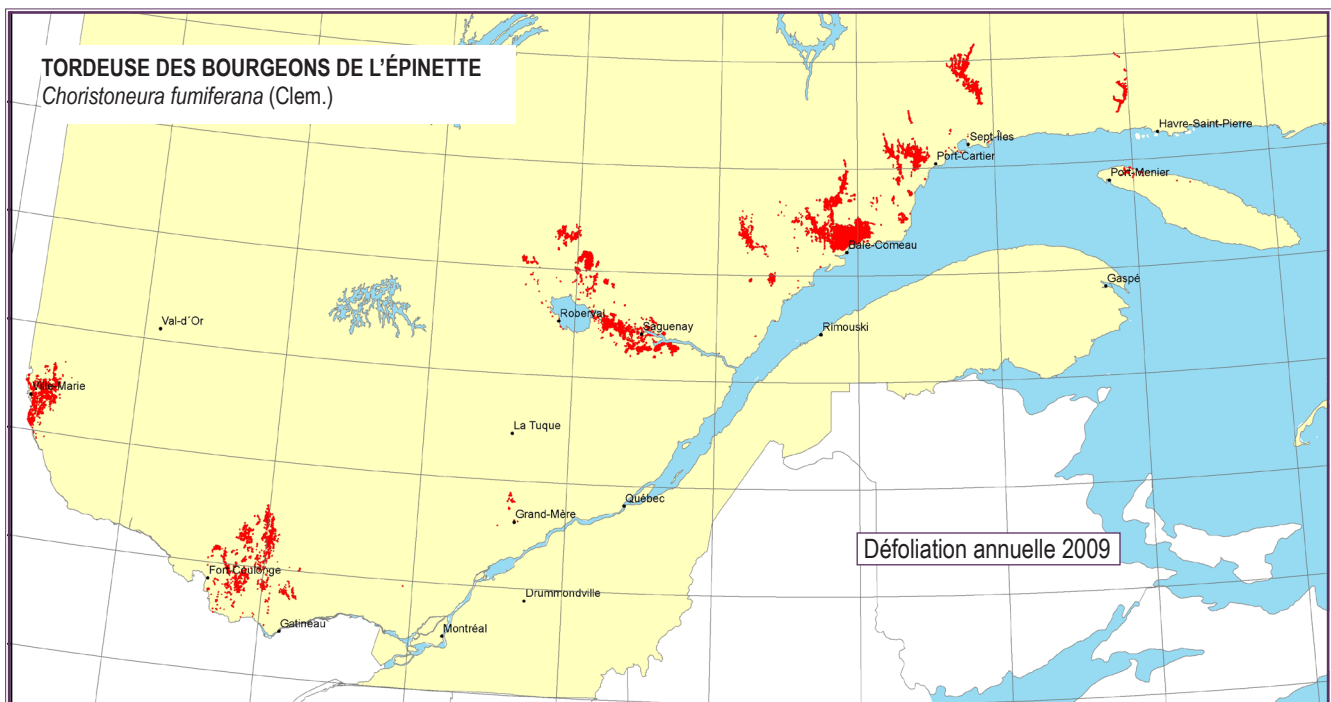 TORDEUSE DES BOURGEONS DE L'ÉPINETTE
Choristoneura fumiferana (Clem.)
Havre-Saint-Pierre
Sept-Îles
Port-Cartier
Port-Menier
Baie-Comeau
Gaspé
Val-d'Or
Roberval
Saguenay
Rimouski
Ville-Marie
La Tuque
Québec
Grand-Mère
Défoliation annuelle 2009
Fort-Coulonge
Drummondville
Gatineau
Montréal